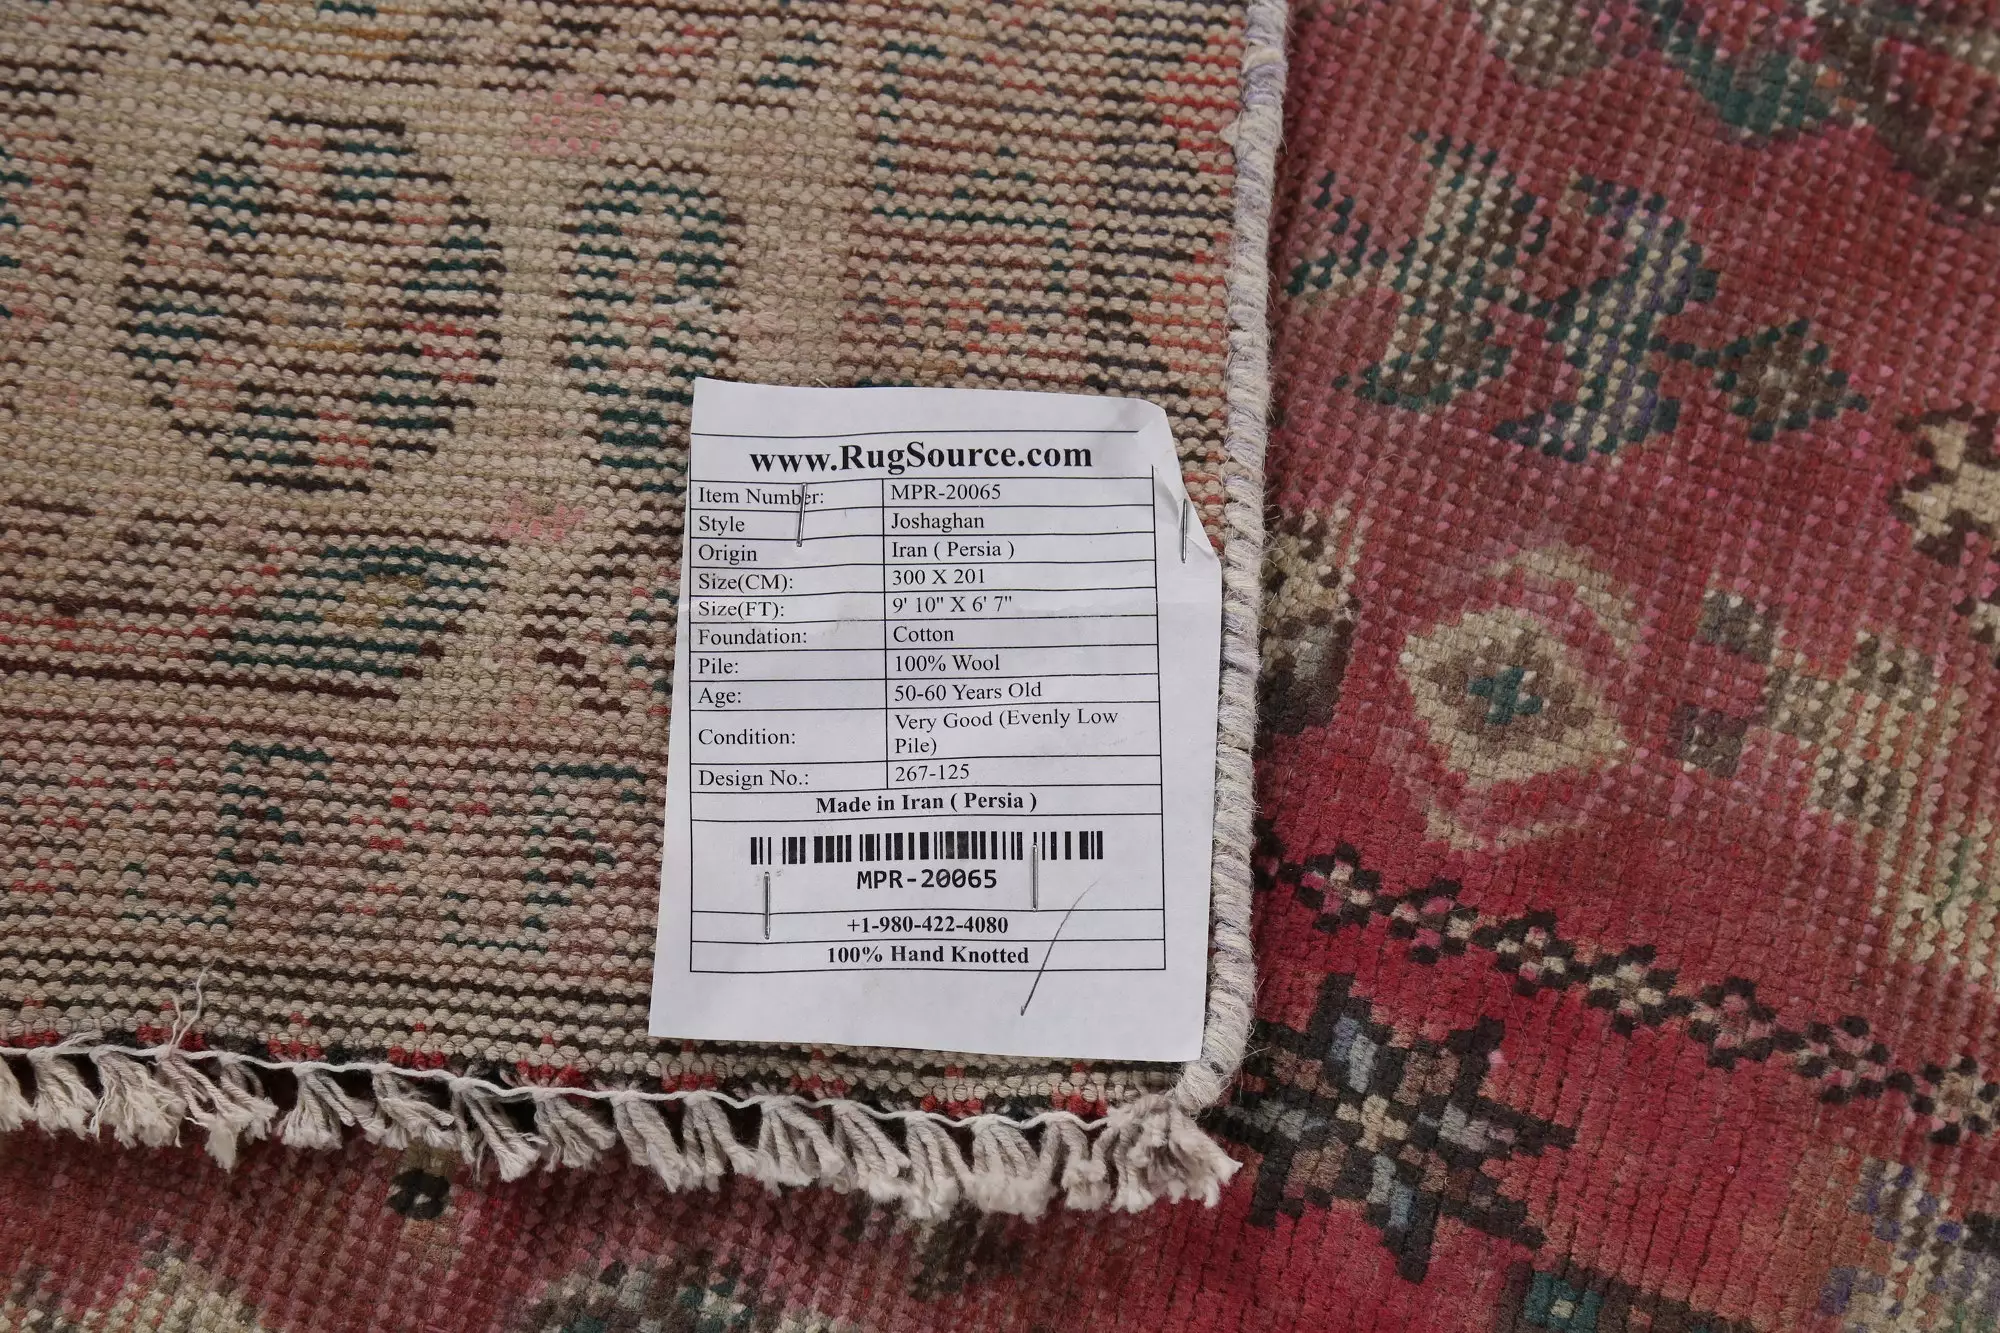 www.RugSource.com
Item Number: MPR-20065
Style Joshaghan
Origin Iran ( Persia )
Size(CM): 300 X 201
Size(FT): 9' 10" X 6' 7"
Foundation: Cotton
Pile: 100% Wool
Age: 50-60 Years Old
Condition: Very Good (Evenly Low
Pile)
Design No.: 267-125
Made in Iran ( Persia )
MPR-20065
+1-980-422-4080
100% Hand Knotted